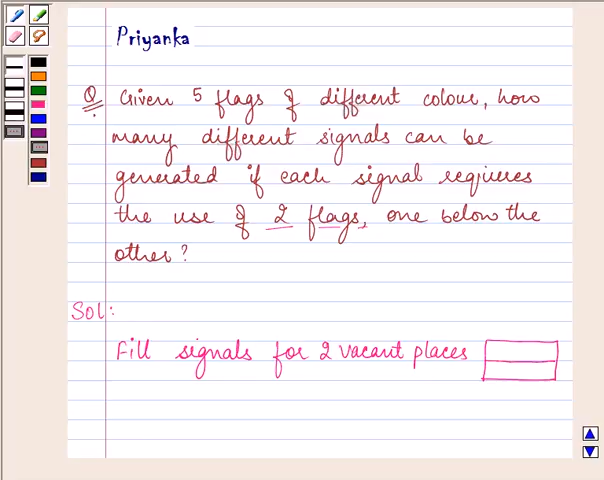 Priyanka
Q Given 5 flags of different colour, how
many different signals can be
generated if each signal requires
the use of 2 flags, one below the
other?
Sol:
Fill signals for 2 vacant places